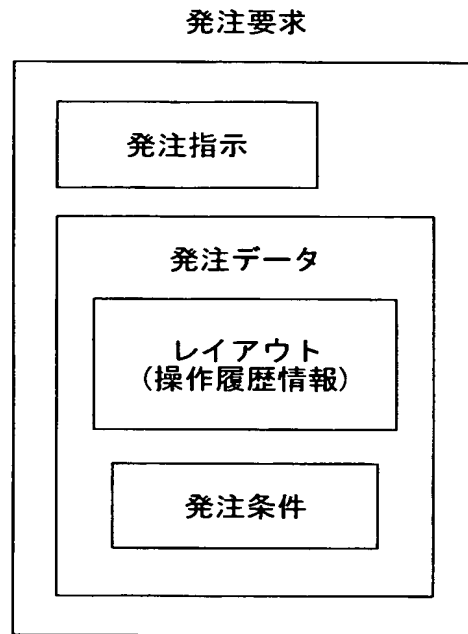 発注要求
発注指示
発注データ
レイアウト
(操作履歴情報)
発注条件